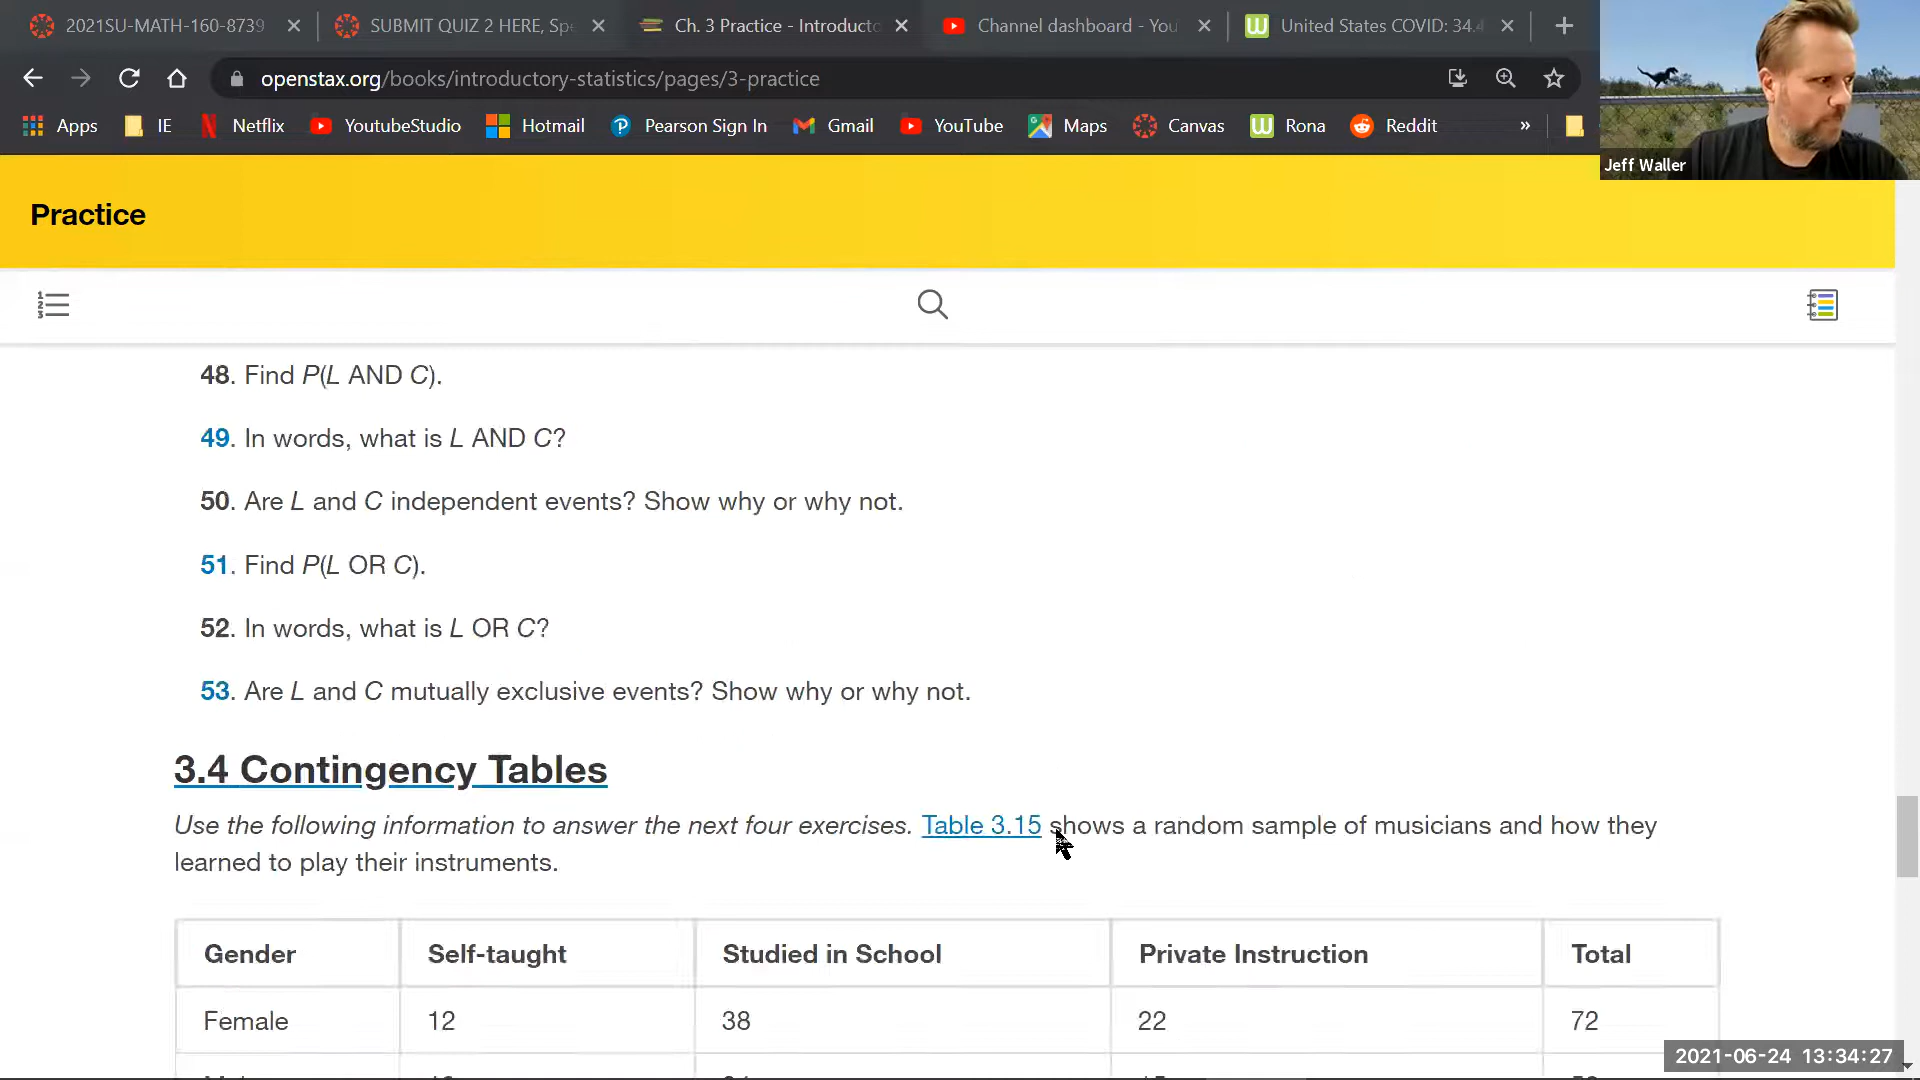 2021SU-MATH-160-8739
SUBMIT QUIZ 2 HERE, Spe
Ch. 3 Practice - Introducto
Channel dashboard - You
United States COVID: 34.4
openstax.org/books/introductory-statistics/pages/3-practice
Apps
IE
Netflix
YoutubeStudio
Hotmail
Pearson Sign In
Gmail
YouTube
Maps
Canvas
Rona
Reddit
»
Jeff Waller
Practice
48. Find P(L AND C).
49. In words, what is L AND C?
50. Are L and C independent events? Show why or why not.
51. Find P(L OR C).
52. In words, what is L OR C?
53. Are L and C mutually exclusive events? Show why or why not.
3.4 Contingency Tables
Use the following information to answer the next four exercises. Table 3.15 shows a random sample of musicians and how they
learned to play their instruments.
Gender Self-taught Studied in School Private Instruction Total
Female 12 38 22 72
2021-06-24 13:34:27